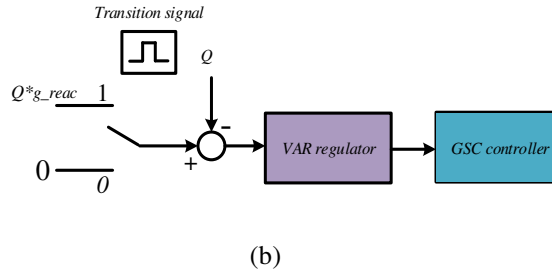 Transition signal
Q
Q*g_reac 1
-
+
VAR regulator
GSC controller
0 0
(b)